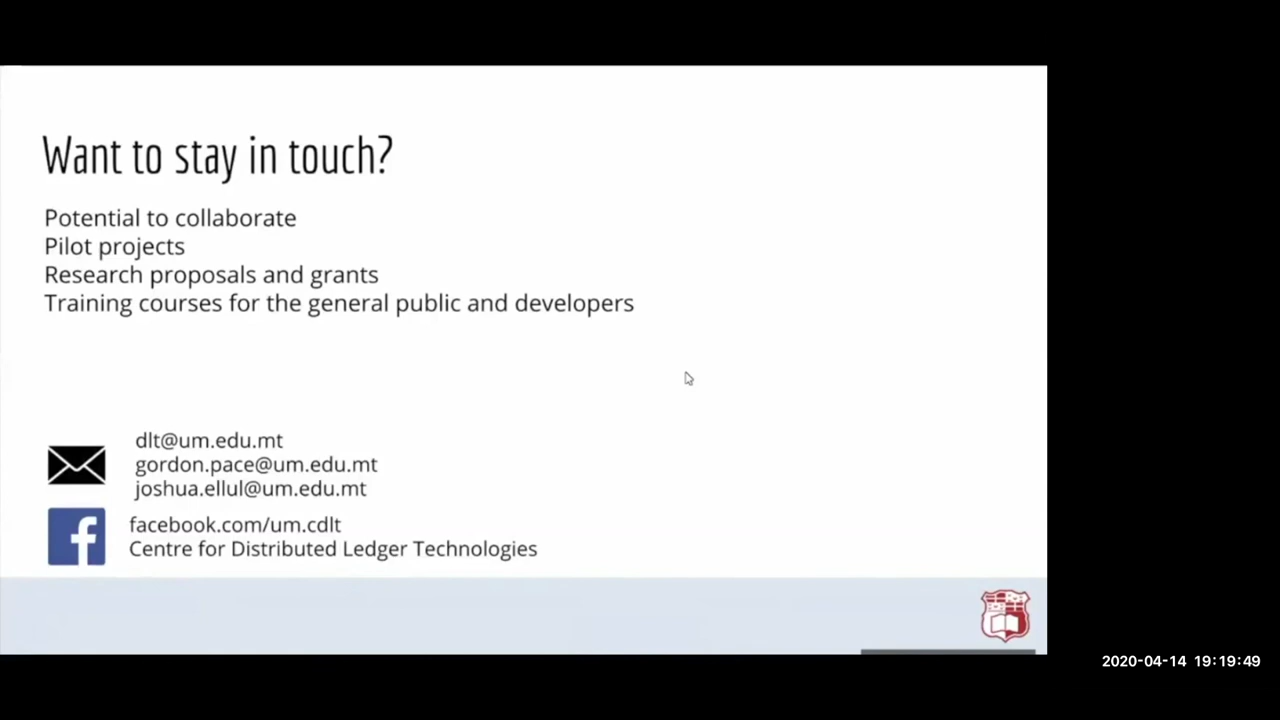 Want to stay in touch?
Potential to collaborate
Pilot projects
Research proposals and grants
Training courses for the general public and developers
dlt@um.edu.mt
gordon.pace@um.edu.mt
joshua.ellul@um.edu.mt
facebook.com/um.cdlt
Centre for Distributed Ledger Technologies
2020-04-14 19:19:49